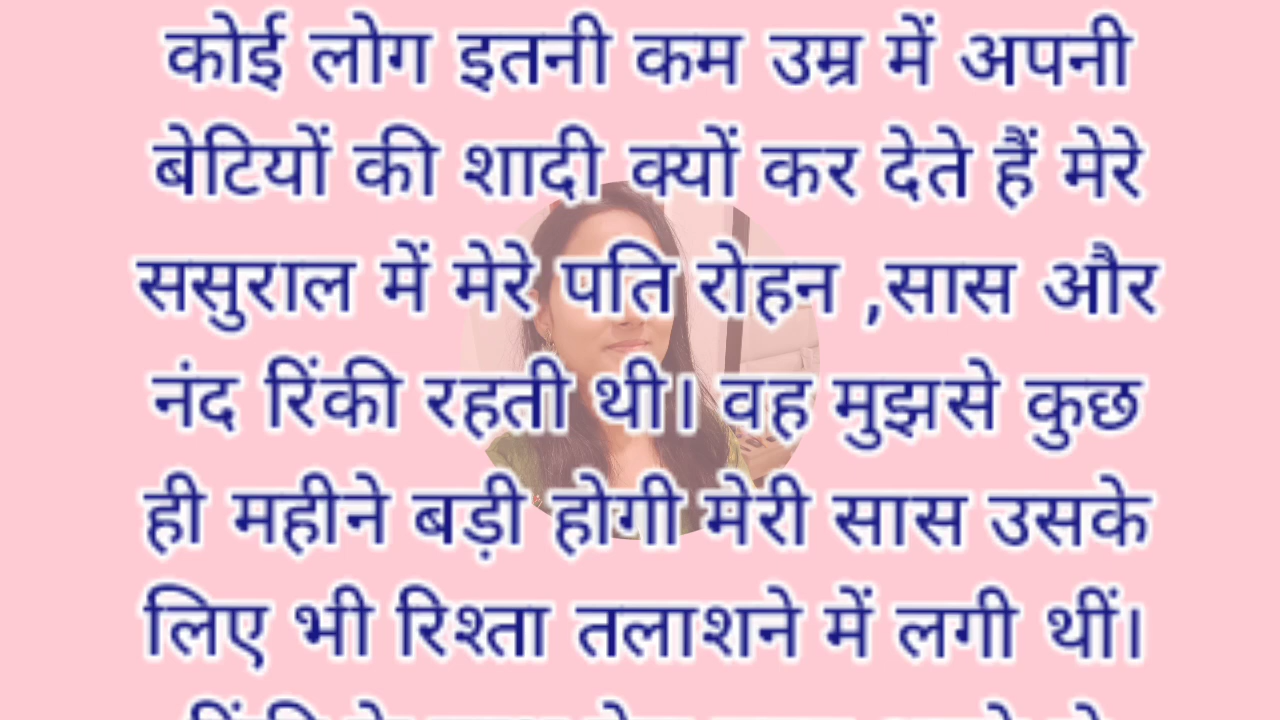 कोई लोग इतनी कम उम्र में अपनी
बेटियों की शादी क्यों कर देते हैं मेरे
ससुराल में मेरे पति रोहन ,सास और
नंद रिंकी रहती थी। वह मुझसे कुछ
ही महीने बड़ी होगी मेरी सास उसके
लिए भी रिश्ता तलाशने में लगी थीं।